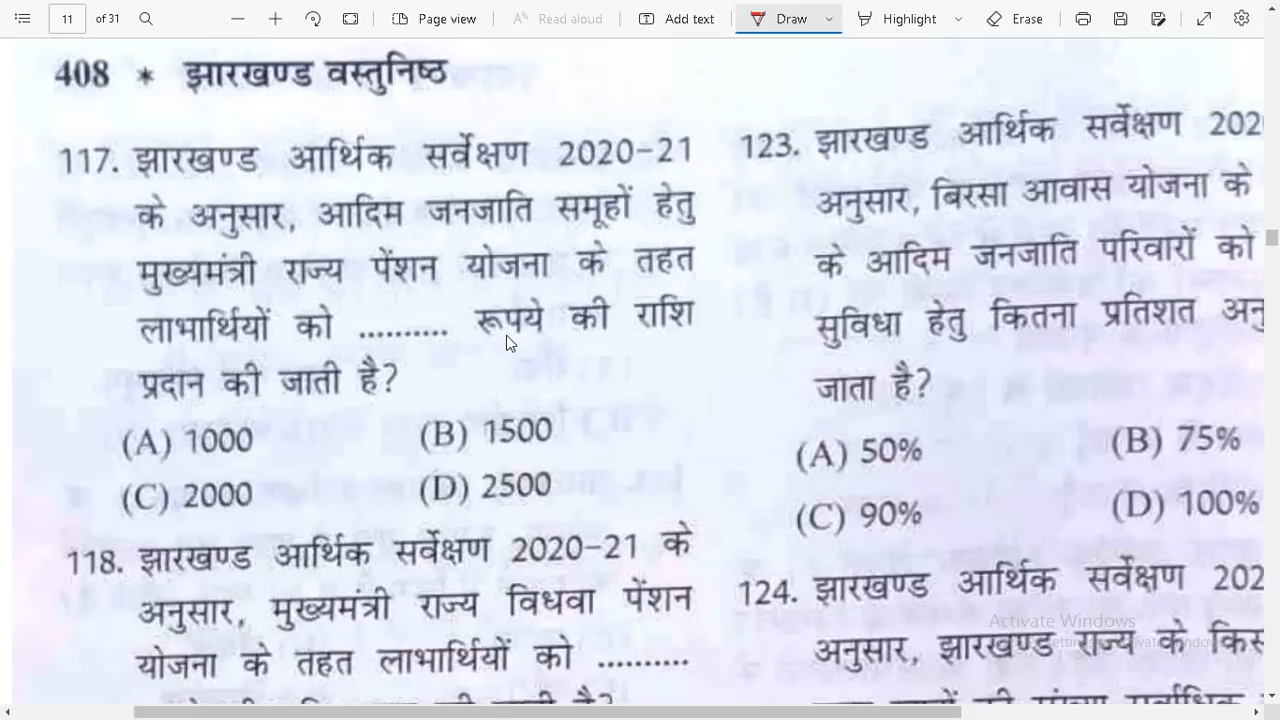 11 of 31
Page view
Read aloud
Add text
Draw
Highlight
Erase
408 * झारखण्ड वस्तुनिष्ठ
117. झारखण्ड आर्थिक सर्वेक्षण 2020-21
के अनुसार, आदिम जनजाति समूहों हेतु
मुख्यमंत्री राज्य पेंशन योजना के तहत
लाभार्थियों को .......... रूपये की राशि
प्रदान की जाती है?
(A) 1000 (B) 1500
(C) 2000 (D) 2500
118. झारखण्ड आर्थिक सर्वेक्षण 2020-21 के
अनुसार, मुख्यमंत्री राज्य विधवा पेंशन
योजना के तहत लाभार्थियों को ..........
123. झारखण्ड आर्थिक सर्वेक्षण 202
अनुसार, बिरसा आवास योजना के
के आदिम जनजाति परिवारों को
सुविधा हेतु कितना प्रतिशत अनु
जाता है?
(A) 50% (B) 75%
(C) 90% (D) 100%
124. झारखण्ड आर्थिक सर्वेक्षण 202
अनुसार, झारखण्ड राज्य के किस
Activate Windows